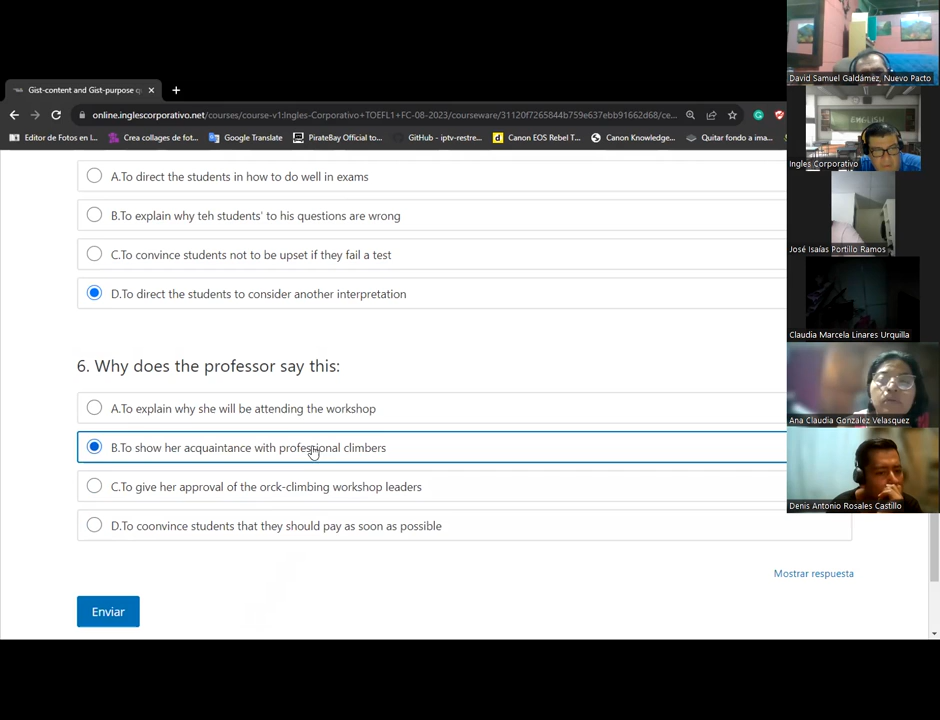 Gist-content and Gist-purpose q
online.inglescorporativo.net/courses/course-v1:Ingles-Corporativo+TOEFL1+FC-08-2023/courseware/31120f7265844b759e637ebb91662d68/ce...
Editor de Fotos en l... Crea collages de fot... Google Translate PirateBay Official to... GitHub - iptv-restre... Canon EOS Rebel T... Canon Knowledge... Quitar fondo a ima...
A.To direct the students in how to do well in exams
B.To explain why teh students' to his questions are wrong
C.To convince students not to be upset if they fail a test
D.To direct the students to consider another interpretation
6. Why does the professor say this:
A.To explain why she will be attending the workshop
B.To show her acquaintance with professional climbers
C.To give her approval of the orck-climbing workshop leaders
D.To coonvince students that they should pay as soon as possible
Mostrar respuesta
Enviar
David Samuel Galdámez, Nuevo Pacto
ENGLISH
Ingles Corporativo
José Isaías Portillo Ramos
Claudia Marcela Linares Urquilla
Ana Claudia Gonzalez Velasquez
Denis Antonio Rosales Castillo